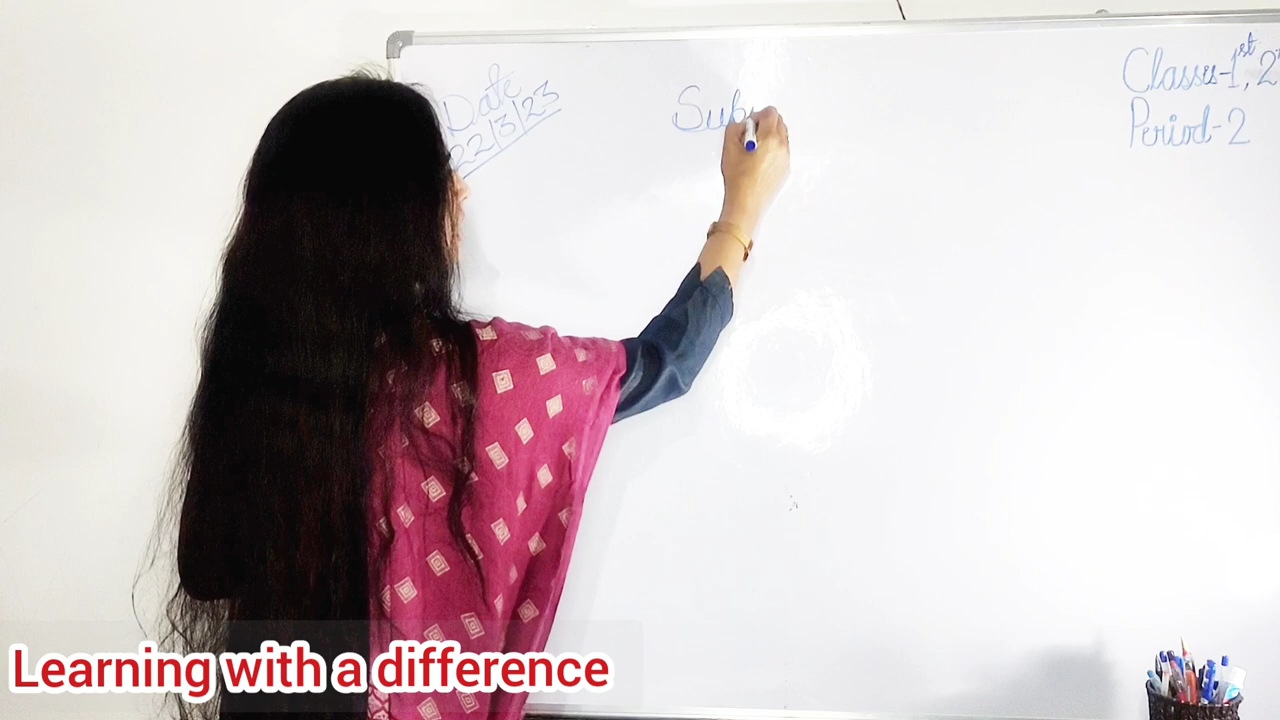 Date
22/3/23
Sub
Classes-1st, 2
Period-2
Learning with a difference